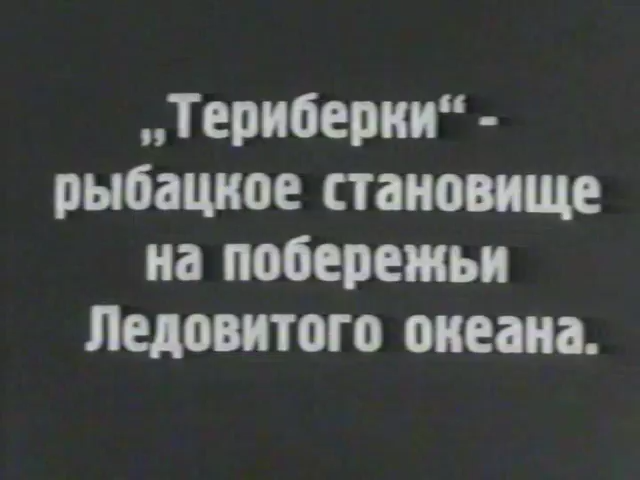 „Териберки“ -
рыбацкое становище
на побережьи
Ледовитого океана.